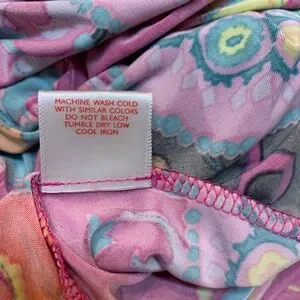 MACHINE WASH COLD
WITH SIMILAR COLORS
DO NOT BLEACH
TUMBLE DRY LOW
COOL IRON